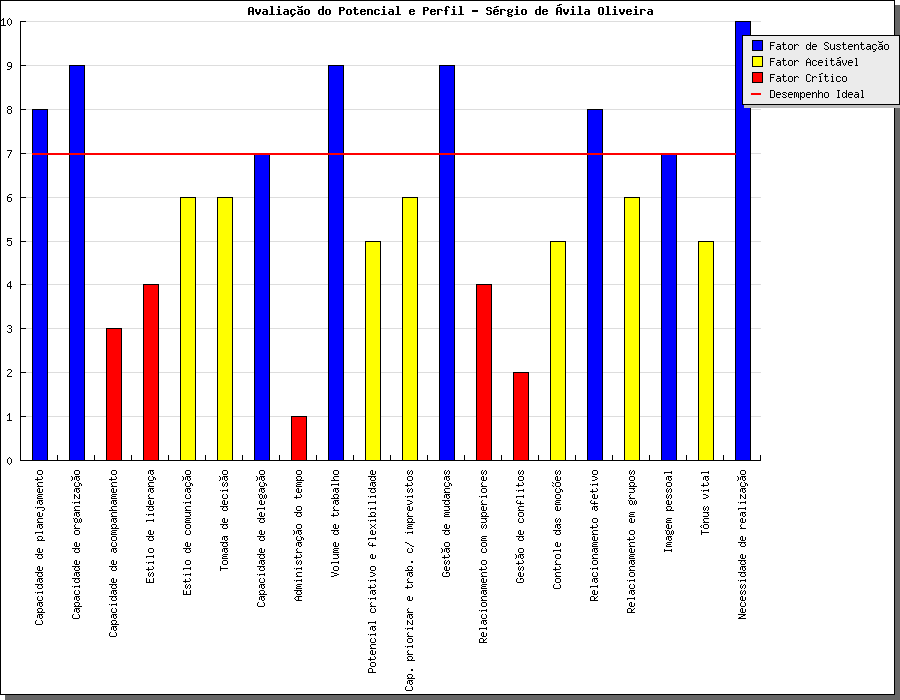 Avaliação do Potencial e Perfil - Sérgio de Ávila Oliveira
10
9
8
7
6
5
4
3
2
1
0
Fator de Sustentação
Fator Aceitável
Fator Crítico
Desempenho Ideal
Capacidade de planejamento
Capacidade de organização
Capacidade de acompanhamento
Estilo de liderança
Estilo de comunicação
Tomada de decisão
Capacidade de delegação
Administração do tempo
Volume de trabalho
Potencial criativo e flexibilidade
Cap. priorizar e trab. c/ imprevistos
Gestão de mudanças
Relacionamento com superiores
Gestão de conflitos
Controle das emoções
Relacionamento afetivo
Relacionamento em grupos
Imagem pessoal
Tônus vital
Necessidade de realização